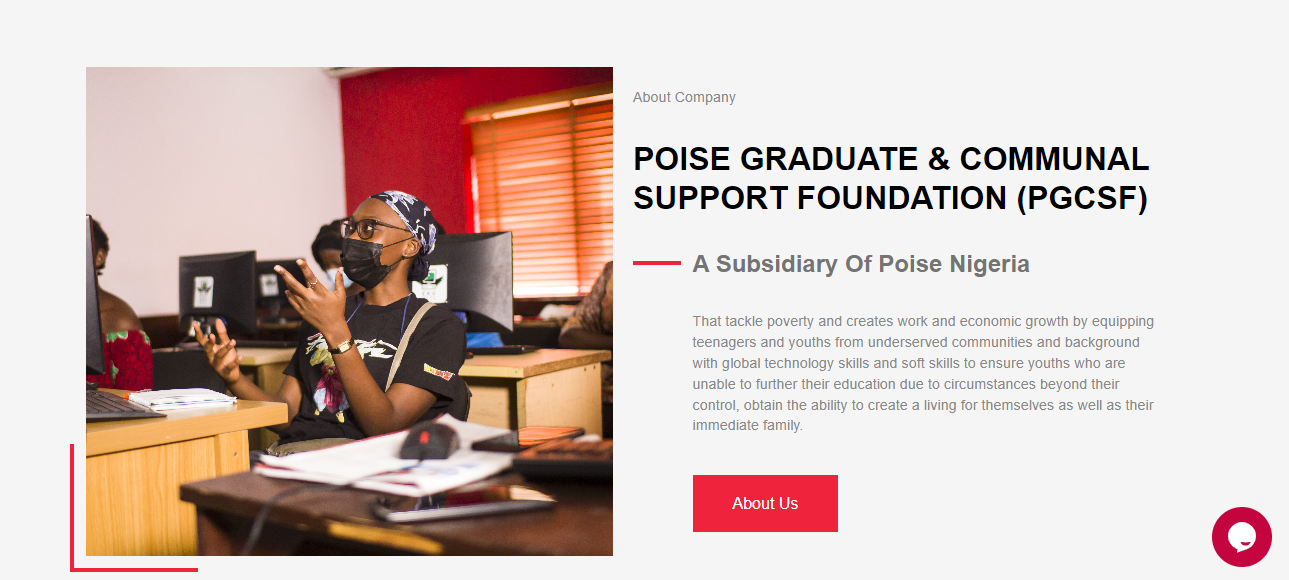 About Company
POISE GRADUATE & COMMUNAL
SUPPORT FOUNDATION (PGCSF)
A Subsidiary Of Poise Nigeria
That tackle poverty and creates work and economic growth by equipping
teenagers and youths from underserved communities and background
with global technology skills and soft skills to ensure youths who are
unable to further their education due to circumstances beyond their
control, obtain the ability to create a living for themselves as well as their
immediate family.
About Us